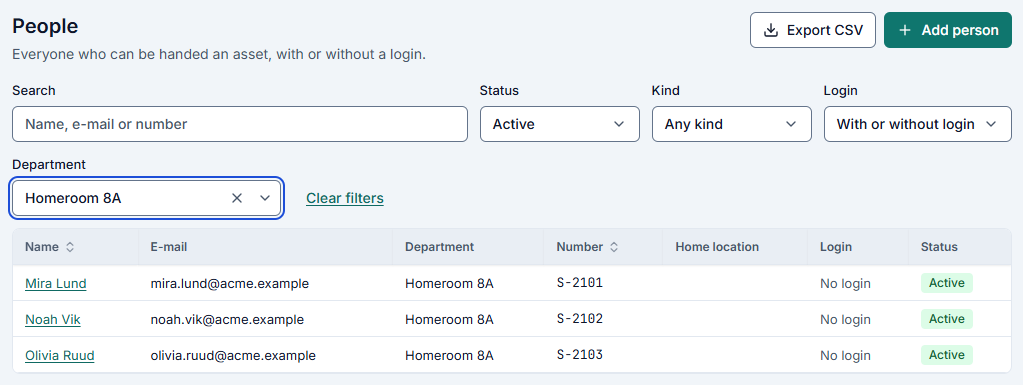 People
Export CSV
Add person
Everyone who can be handed an asset, with or without a login.
Search
Status
Kind
Login
Name, e-mail or number
Active
Any kind
With or without login
Department
Homeroom 8A
Clear filters
Name E-mail Department Number Home location Login Status
Mira Lund mira.lund@acme.example Homeroom 8A S-2101 No login Active
Noah Vik noah.vik@acme.example Homeroom 8A S-2102 No login Active
Olivia Ruud olivia.ruud@acme.example Homeroom 8A S-2103 No login Active